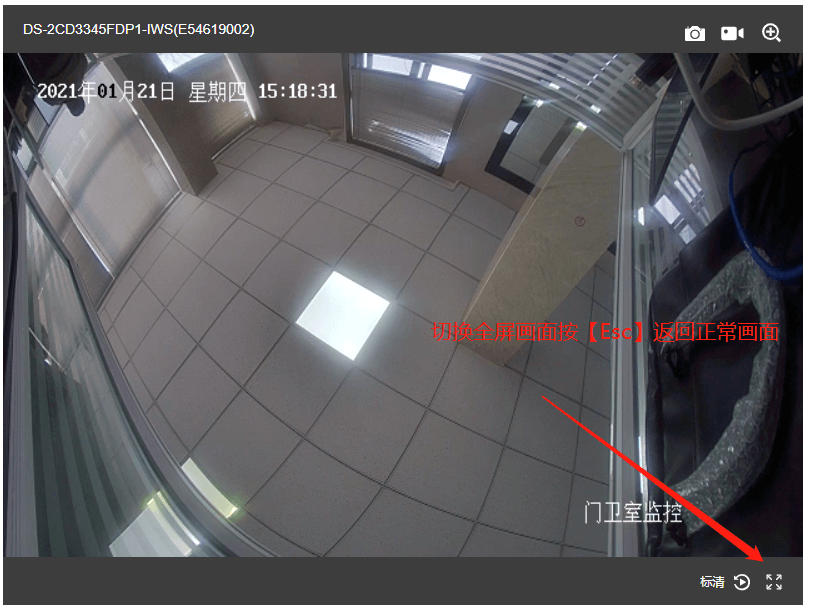 DS-2CD3345FDP1-IWS(E54619002)
2021年01月21日 星期四 15:18:31
切换全屏画面按【Esc】返回正常画面
门卫室监控
标清